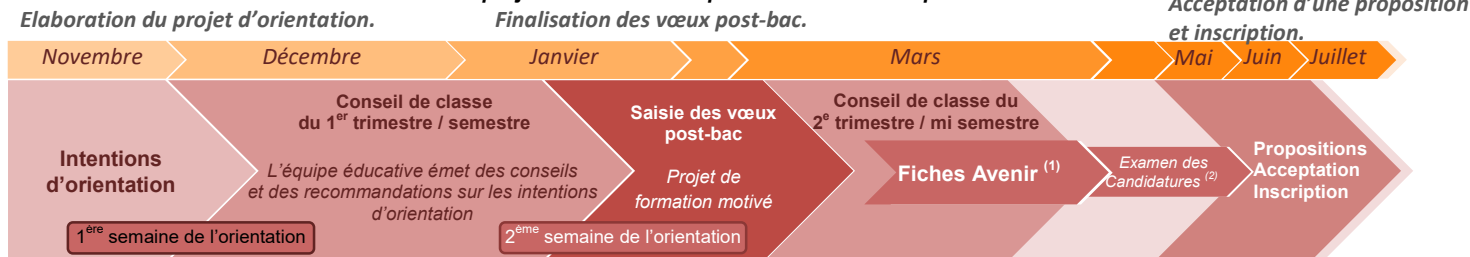 Elaboration du projet d'orientation.
Finalisation des vœux post-bac.
Acceptation d'une proposition
et inscription.
Novembre
Décembre
Janvier
Mars
Mai
Juin
Juillet
Intentions
d'orientation
1ère semaine de l'orientation
Conseil de classe
du 1er trimestre / semestre
L'équipe éducative émet des conseils
et des recommandations sur les intentions
d'orientation
2ème semaine de l'orientation
Saisie des vœux
post-bac
Projet de
formation motivé
Conseil de classe du
2e trimestre / mi semestre
Fiches Avenir (1)
Examen des
Candidatures (2)
Propositions
Acceptation
Inscription